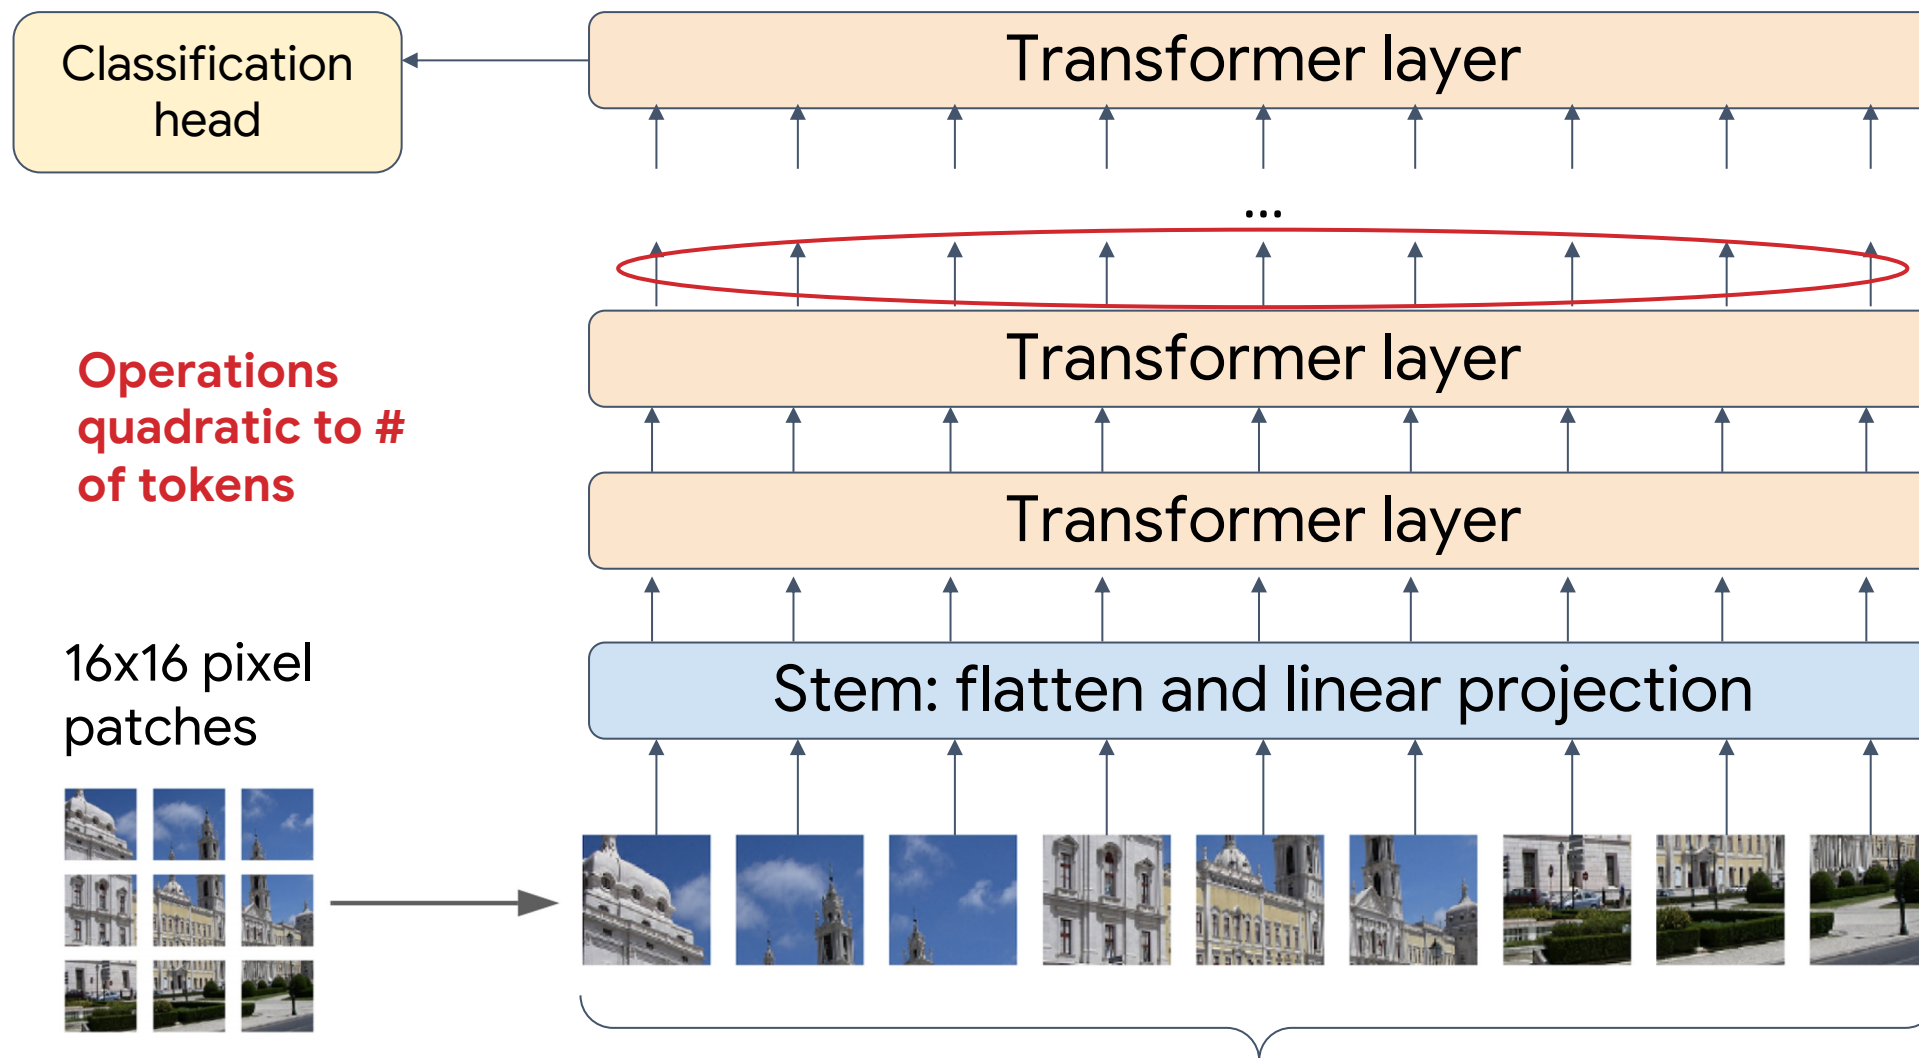 Classification
head
Transformer layer
...
Transformer layer
Operations
quadratic to #
of tokens
Transformer layer
16x16 pixel
patches
Stem: flatten and linear projection